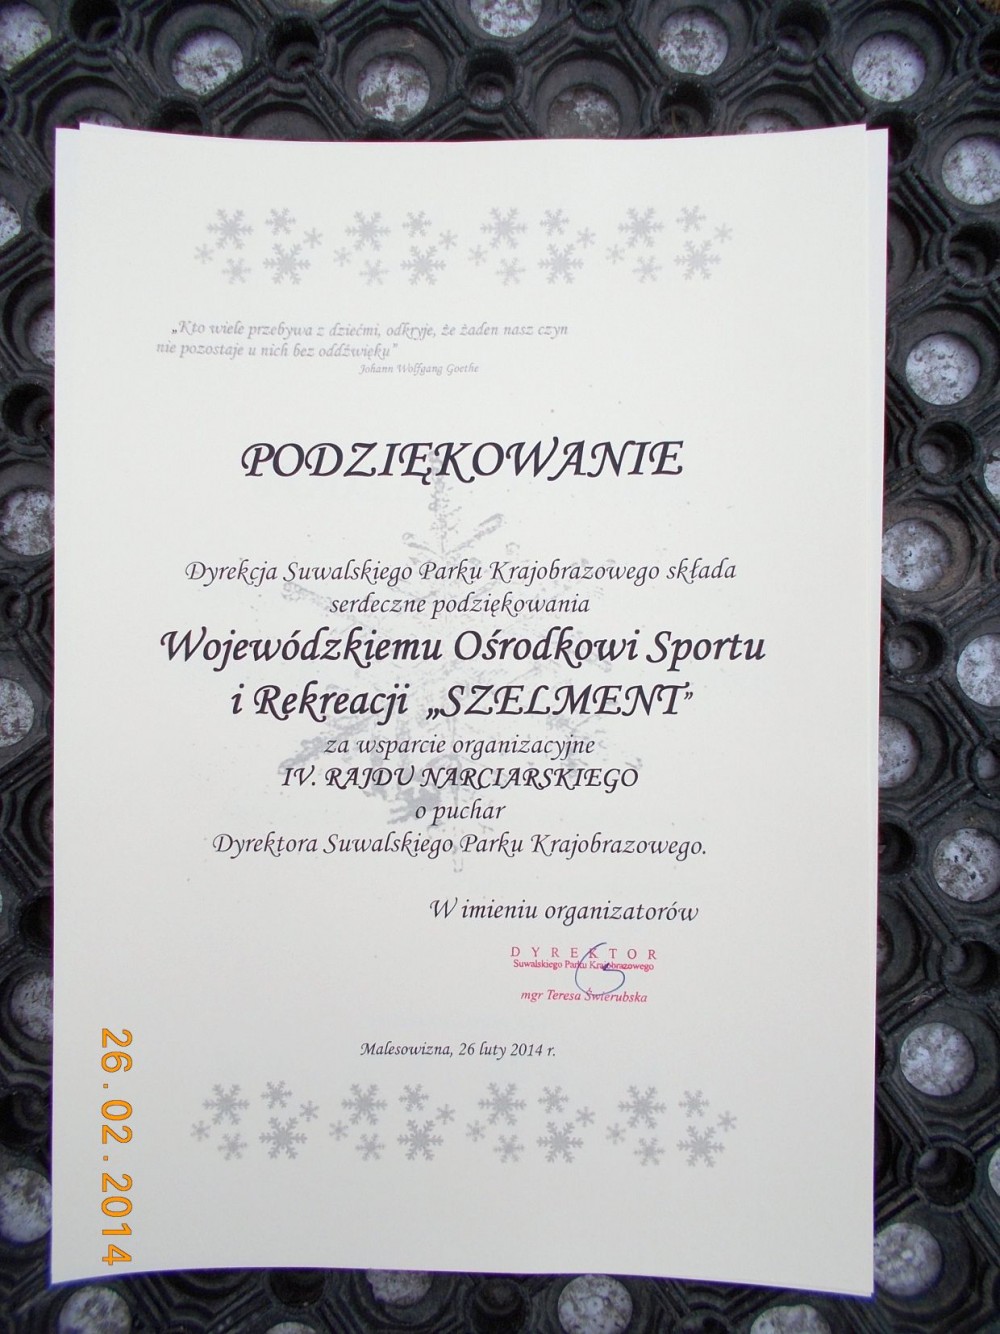 „Kto wiele przebywa z dziećmi, odkryje, że żaden nasz czyn
nie pozostaje u nich bez oddźwięku”
Johann Wolfgang Goethe
PODZIĘKOWANIE
Dyrekcja Suwalskiego Parku Krajobrazowego składa
serdeczne podziękowania
Wojewódzkiemu Ośrodkowi Sportu
i Rekreacji „SZELMENT”
za wsparcie organizacyjne
IV. RAJDU NARCIARSKIEGO
o puchar
Dyrektora Suwalskiego Parku Krajobrazowego.
W imieniu organizatorów
DYREKTOR
Suwalskiego Parku Krajobrazowego
mgr Teresa Świerubska
Malesowizna, 26 luty 2014 r.
26.02.2014